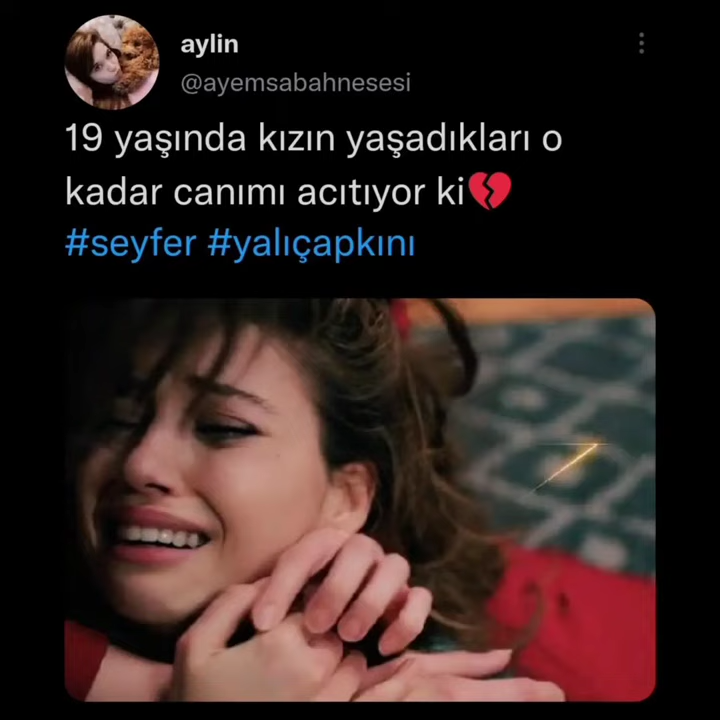 aylin
@ayemsabahnesesi
19 yaşında kızın yaşadıkları o
kadar canımı acıtıyor ki💔
#seyfer #yalıçapkını